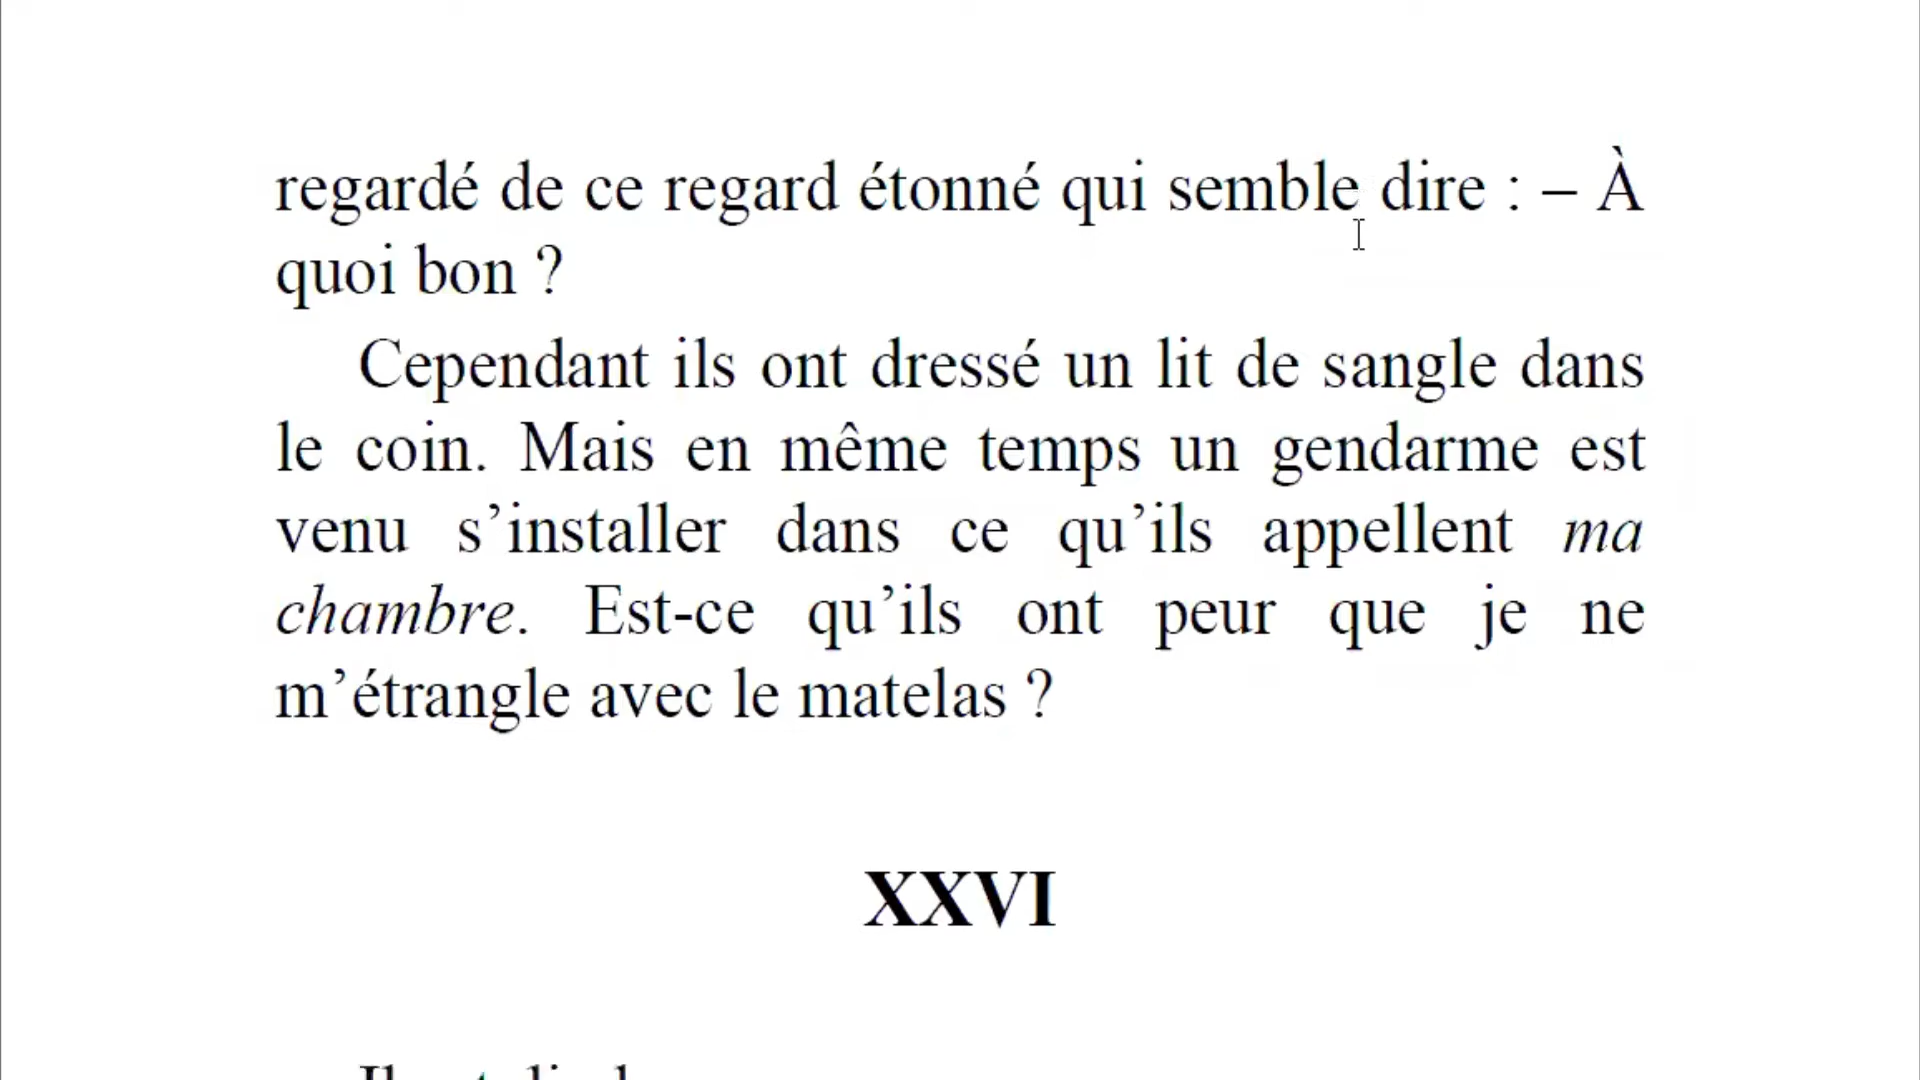 regardé de ce regard étonné qui semble dire : – À
quoi bon ?
Cependant ils ont dressé un lit de sangle dans
le coin. Mais en même temps un gendarme est
venu s’installer dans ce qu’ils appellent ma
chambre. Est-ce qu’ils ont peur que je ne
m’étrangle avec le matelas ?
XXVI